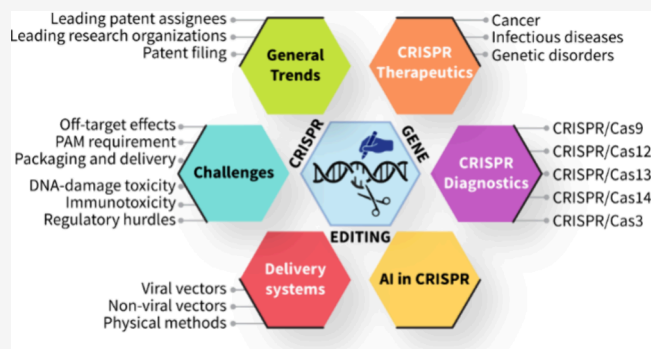 Leading patent assignees
Leading research organizations
Patent filing
General
Trends
CRISPR
Therapeutics
Cancer
Infectious diseases
Genetic disorders
Off-target effects
PAM requirement
Packaging and delivery
DNA-damage toxicity
Immunotoxicity
Regulatory hurdles
Challenges
CRISPR
GENE
EDITING
CRISPR
Diagnostics
CRISPR/Cas9
CRISPR/Cas12
CRISPR/Cas13
CRISPR/Cas14
CRISPR/Cas3
Delivery
systems
Viral vectors
Non-viral vectors
Physical methods
AI in CRISPR